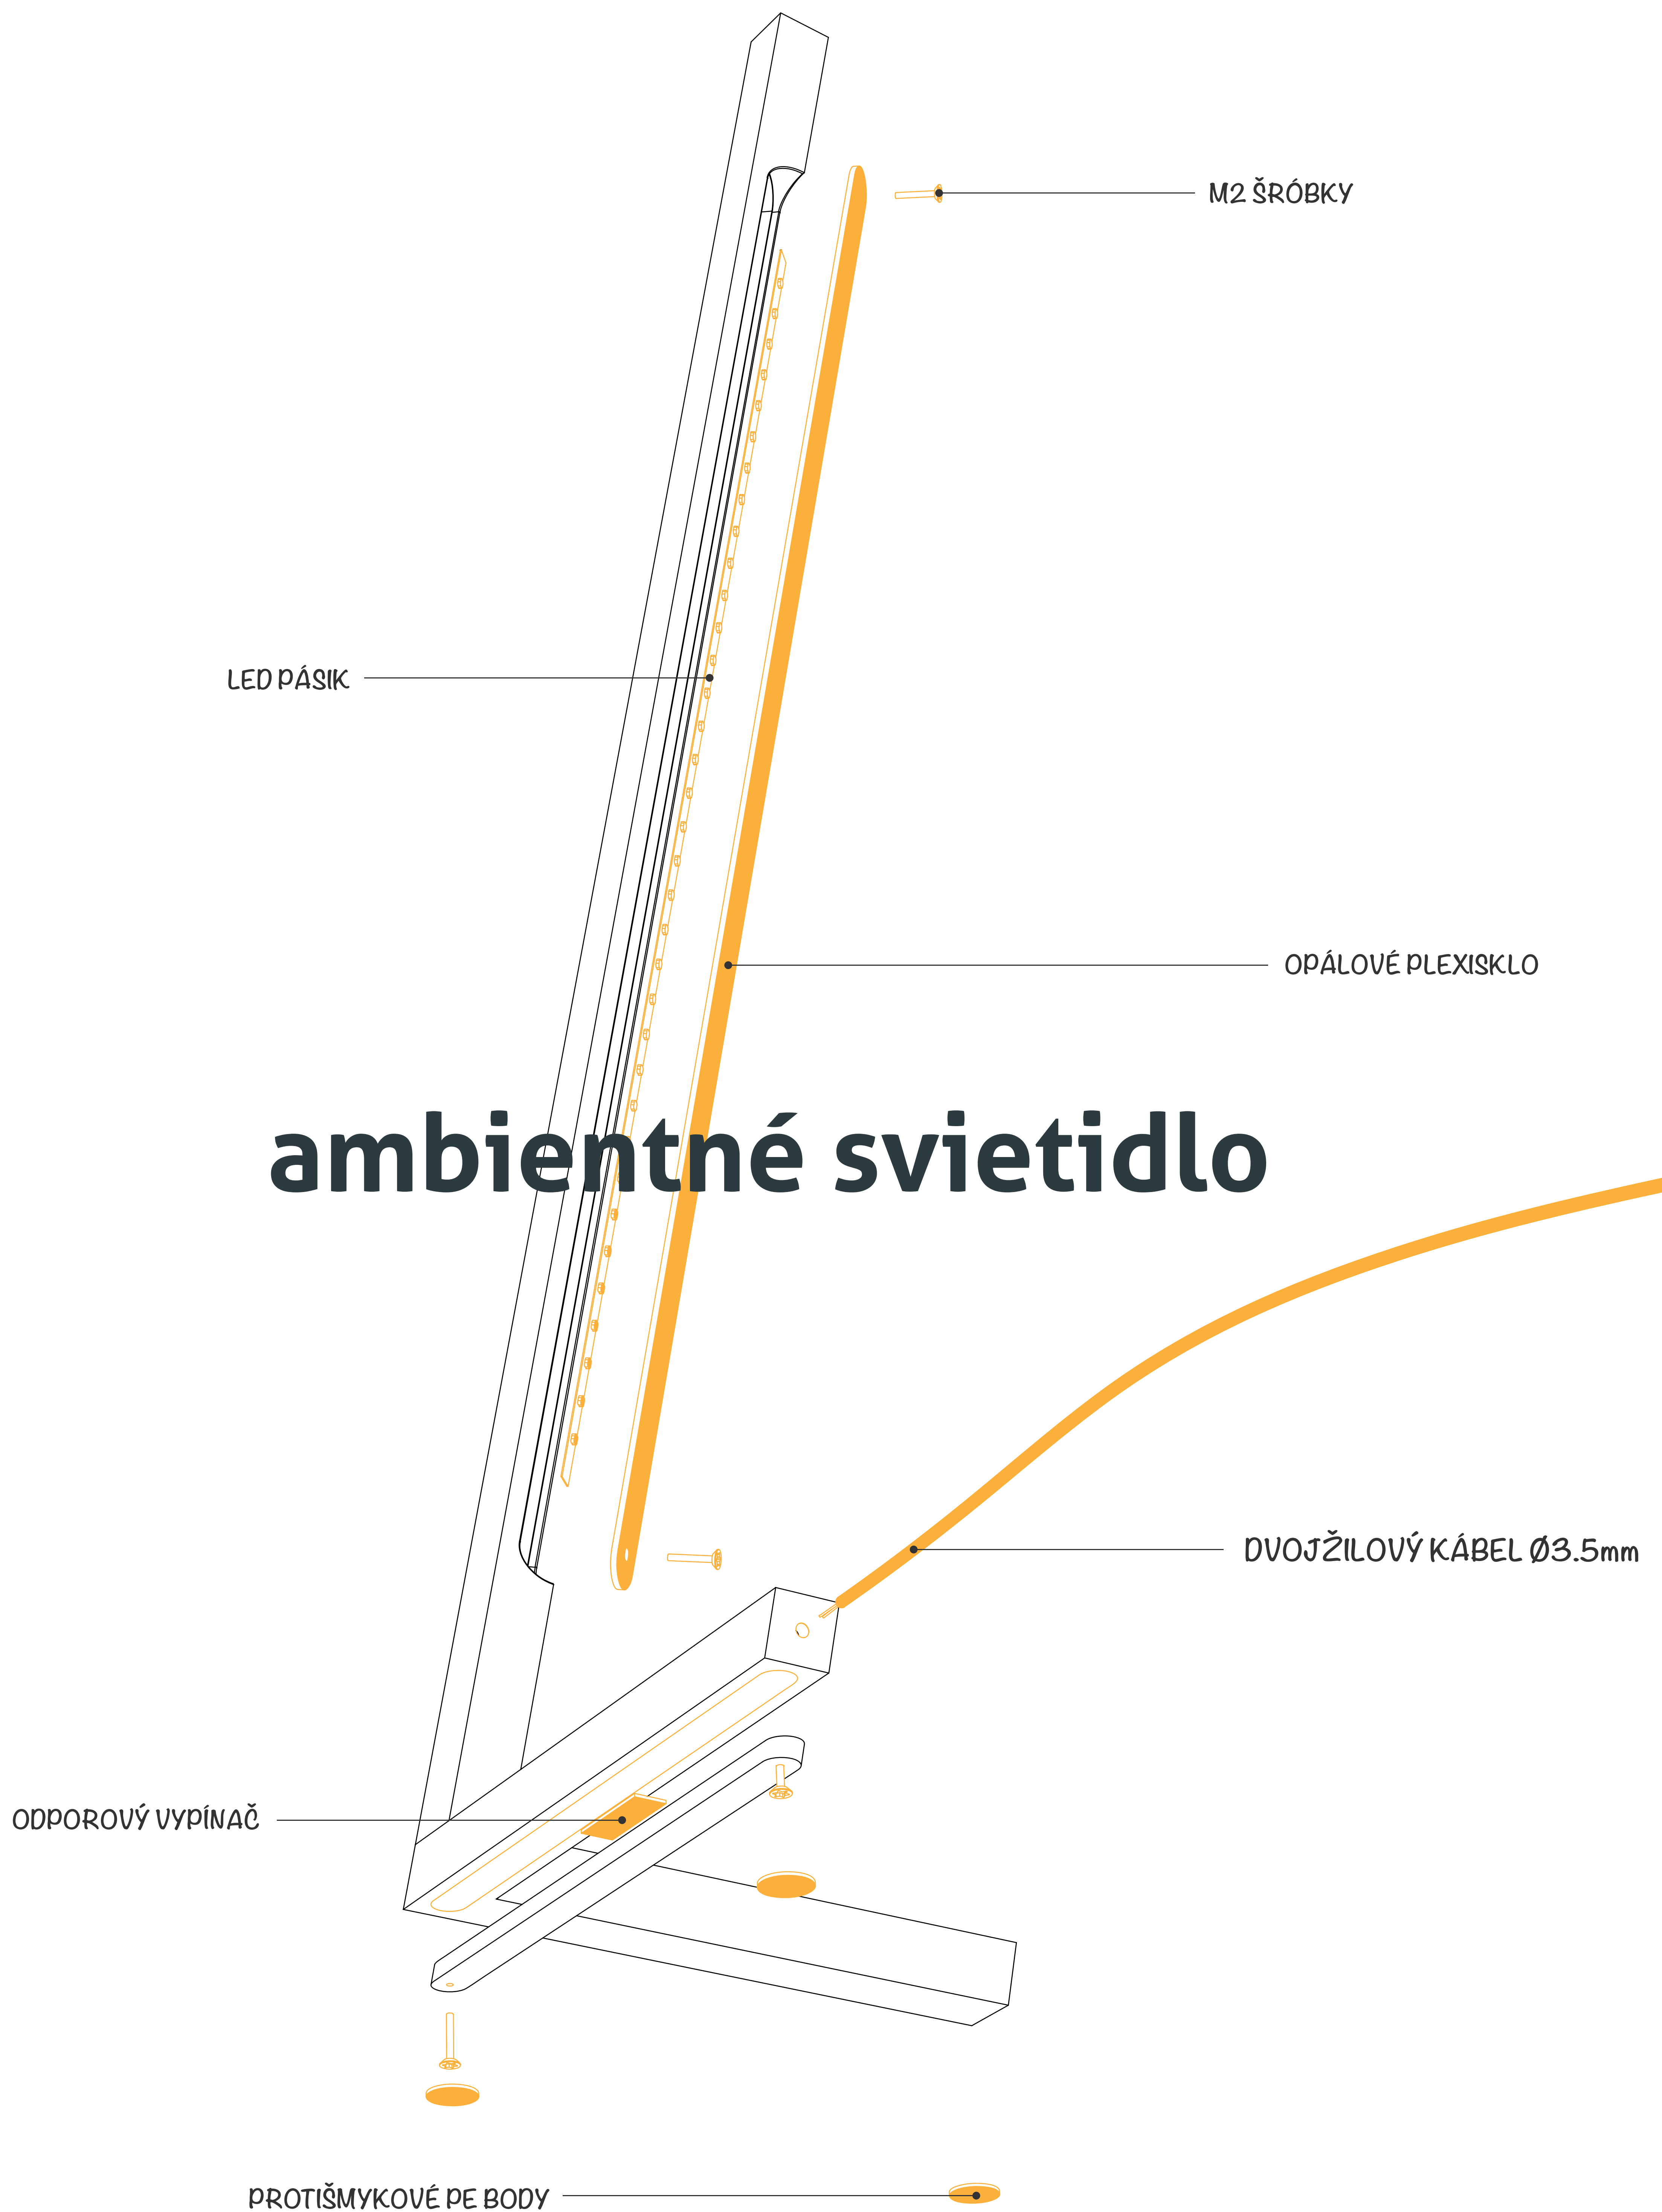 M2 ŠRÓBKY
LED PÁSIK
OPÁLOVÉ PLEXISKLO
ambientné svietidlo
DVOJŽILOVÝ KÁBEL Ø3.5mm
ODPOROVÝ VYPÍNAČ
PROTIŠMYKOVÉ PE BODY